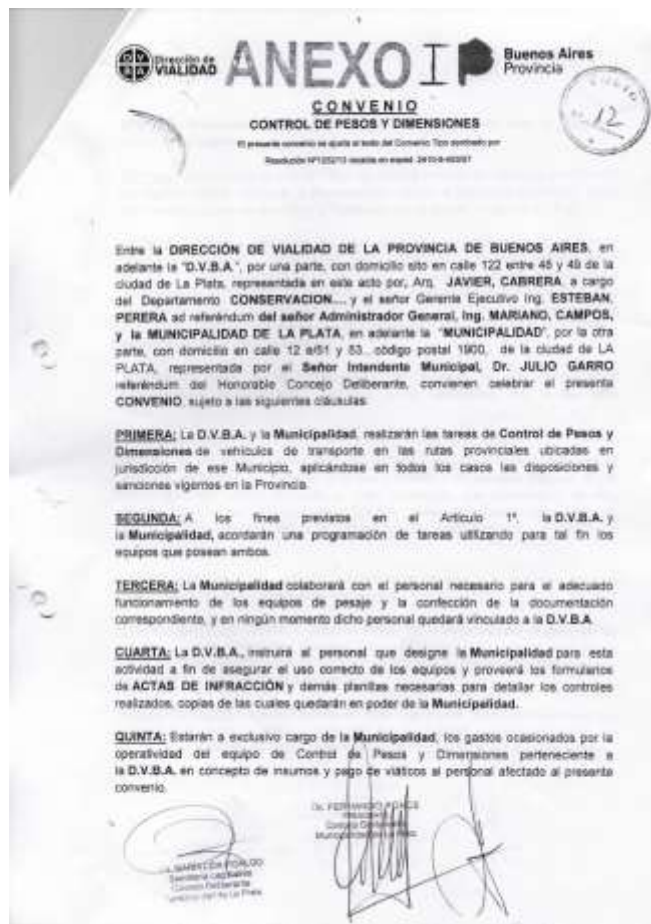 Dirección de
VIALIDAD
ANEXO I
Buenos Aires
Provincia
12
CONVENIO
CONTROL DE PESOS Y DIMENSIONES
El presente convenio se ajusta al texto del Convenio Tipo aprobado por
Entre la DIRECCIÓN DE VIALIDAD DE LA PROVINCIA DE BUENOS AIRES, en
adelante la "D.V.B.A.", por una parte, con domicilio sito en calle 122 entre 48 y 49 de la
ciudad de La Plata, representada en este acto por, Arq. JAVIER, CABRERA, a cargo
del Departamento CONSERVACION.... y el señor Gerente Ejecutivo Ing. ESTEBAN,
PERERA ad referéndum del señor Administrador General, Ing. MARIANO, CAMPOS,
y la MUNICIPALIDAD DE LA PLATA, en adelante la "MUNICIPALIDAD", por la otra
parte, con domicilio en calle 12 e/51 y 53.. código postal 1900, de la ciudad de LA
PLATA, representada por el Señor Intendente Municipal, Dr. JULIO GARRO
referéndum del Honorable Concejo Deliberante, convienen celebrar el presente
CONVENIO, sujeto a las siguientes cláusulas:
PRIMERA: La D.V.B.A. y la Municipalidad, realizarán las tareas de Control de Pesos y
Dimensiones de vehículos de transporte en las rutas provinciales ubicadas en
jurisdicción de ese Municipio, aplicándose en todos los casos las disposiciones y
sanciones vigentes en la Provincia.
SEGUNDA: A los fines previstos en el Artículo 1º, la D.V.B.A. y
la Municipalidad, acordarán una programación de tareas utilizando para tal fin los
equipos que posean ambos.
TERCERA: La Municipalidad colaborará con el personal necesario para el adecuado
funcionamiento de los equipos de pesaje y la confección de la documentación
correspondiente, y en ningún momento dicho personal quedará vinculado a la D.V.B.A.
CUARTA: La D.V.B.A., instruirá al personal que designe la Municipalidad para esta
actividad a fin de asegurar el uso correcto de los equipos y proveerá los formularios
de ACTAS DE INFRACCIÓN y demás planillas necesarias para detallar los controles
realizados, copias de las cuales quedarán en poder de la Municipalidad.
QUINTA: Estarán a exclusivo cargo de la Municipalidad, los gastos ocasionados por la
operatividad del equipo de Control de Pesos y Dimensiones perteneciente a
la D.V.B.A. en concepto de insumos y pago de viáticos al personal afectado al presente
convenio.